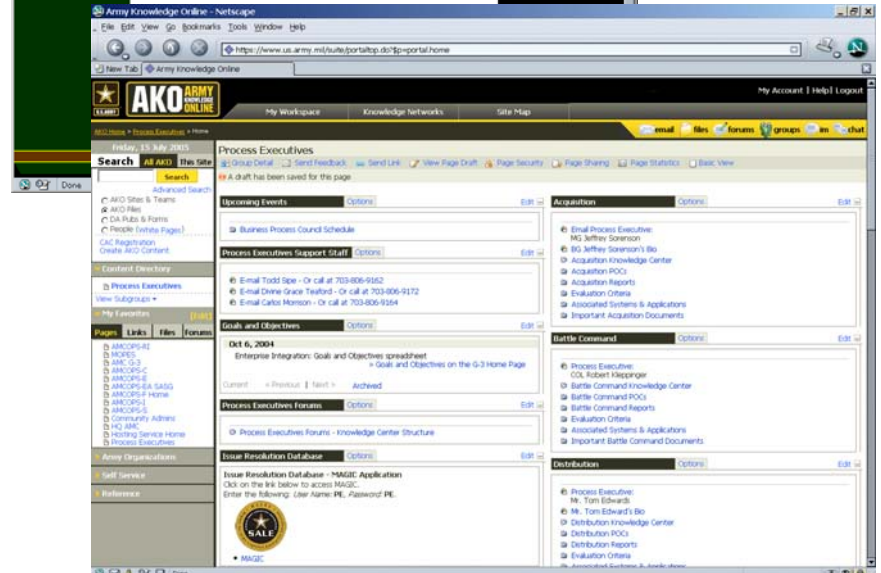 Army Knowledge Online - Netscape
File Edit View Go Bookmarks Tools Window Help
https://www.us.army.mil/suite/portaltop.do?$p=portal.home
New Tab Army Knowledge Online
My Account | Help | Logout
U.S. ARMY
AKO ARMY KNOWLEDGE ONLINE
My Workspace Knowledge Networks Site Map
AKO Home > Process Executives > Home
email files forums groups im chat
Friday, 15 July 2005
Search All AKO This Site
Search
Advanced Search
AKO Sites & Teams
AKO Files
DA Pubs & Forms
People (White Pages)
CAC Registration
Create AKO Content
Content Directory
Process Executives
View Subgroups
My Favorites [Edit]
Pages Links Files Forums
AMCOPS-RI
MOPES
AMC G-3
AMCOPS-C
AMCOPS-E
AMCOPS-EA SASG
AMCOPS-F Home
AMCOPS-I
AMCOPS-S
Community Admins
HQ AMC
Hosting Service Home
Process Executives
Army Organizations
Self Service
Reference
Process Executives
Group Detail Send Feedback Send Link View Page Draft Page Security Page Sharing Page Statistics Basic View
A draft has been saved for this page
Upcoming Events Options Edit
Business Process Council Schedule
Process Executives Support Staff Options Edit
E-mail Todd Sipe - Or call at 703-806-9162
E-mail Divine Grace Teaford - Or call at 703-806-9172
E-mail Carlos Morrison - Or call at 703-806-9164
Goals and Objectives Options Edit
Oct 6, 2004
Enterprise Integration: Goals and Objectives spreadsheet
» Goals and Objectives on the G-3 Home Page
Current « Previous | Next » Archived
Process Executives Forums Options Edit
Process Executives Forums - Knowledge Center Structure
Issue Resolution Database Options Edit
Issue Resolution Database - MAGIC Application
Click on the link below to access MAGIC.
Enter the following: User Name: PE, Password: PE.
SALE
MAGIC
Acquisition Options Edit
Email Process Executive:
MG Jeffrey Sorenson
BG Jeffrey Sorenson's Bio
Acquisition Knowledge Center
Acquisition POCs
Acquisition Reports
Evaluation Criteria
Associated Systems & Applications
Important Acquisition Documents
Battle Command Options Edit
Process Executive:
COL Robert Kleppinger
Battle Command Knowledge Center
Battle Command POCs
Battle Command Reports
Evaluation Criteria
Associated Systems & Applications
Important Battle Command Documents
Distribution Options Edit
Process Executive:
Mr. Tom Edwards
Mr. Tom Edward's Bio
Distribution Knowledge Center
Distribution POCs
Distribution Reports
Evaluation Criteria
Associated Systems & Applications
Done